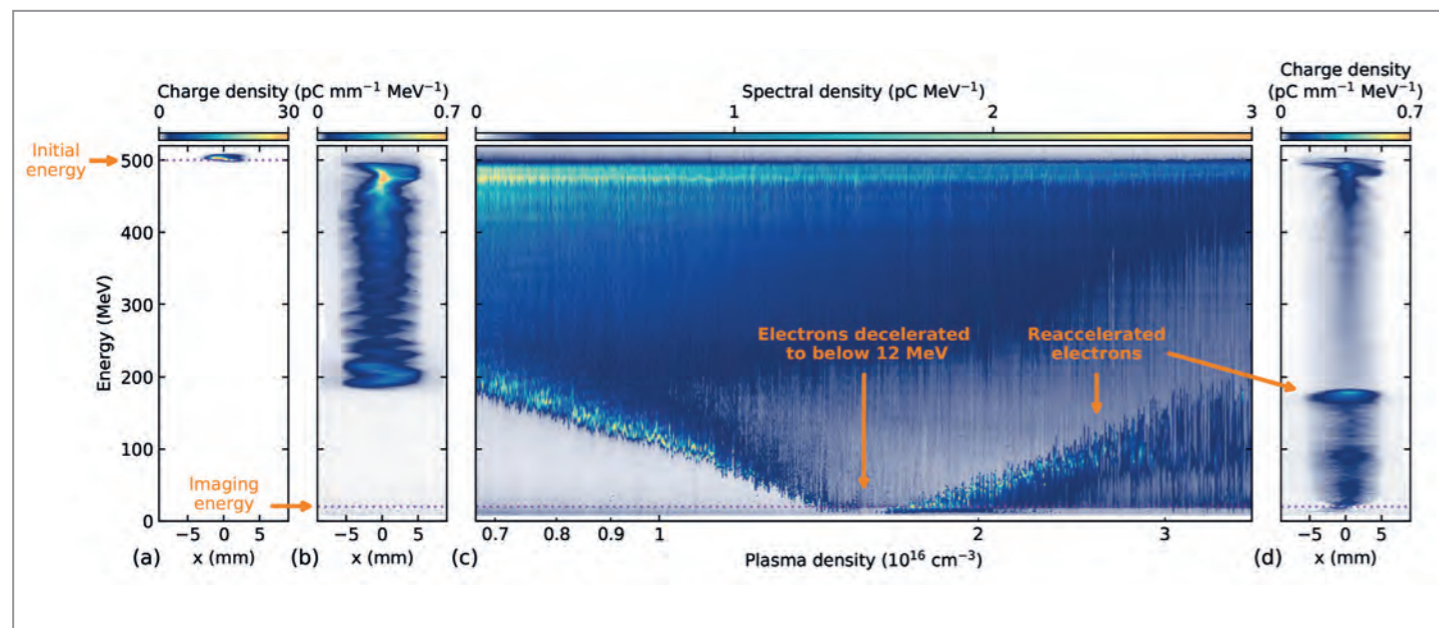 Charge density (pC mm⁻¹ MeV⁻¹)
0 30 0 0.7
Spectral density (pC MeV⁻¹)
0 1 2 3
Charge density
(pC mm⁻¹ MeV⁻¹)
0 0.7
Initial
energy
Imaging
energy
Energy (MeV)
500
400
300
200
100
0
Electrons decelerated
to below 12 MeV
Reaccelerated
electrons
−5 0 5
x (mm)
(a)
−5 0 5
x (mm)
(b)
0.7 0.8 0.9 1 2 3
Plasma density (10¹⁶ cm⁻³)
(c)
−5 0 5
x (mm)
(d)